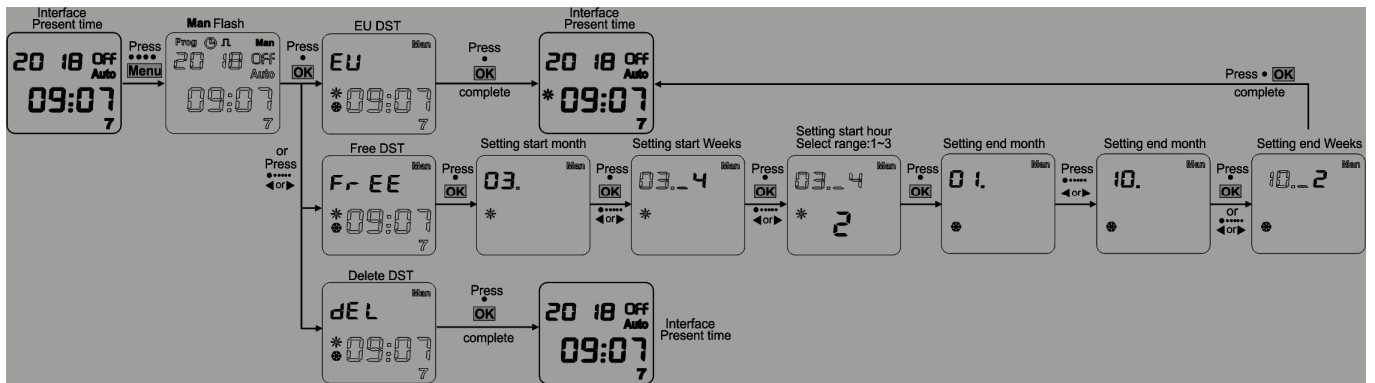 Interface
Present time
20 18 Off
Auto
09:07
7
Press
Menu
Man Flash
Prog Man
20 18 Off
Auto
09:07
7
Press
OK
or
Press
◀or▶
EU DST
Man
EU
09:07
7
Press
OK
complete
Interface
Present time
20 18 Off
Auto
09:07
7
Free DST
Man
FrEE
09:07
7
Press
OK
Setting start month
Man
03.
Press
OK
◀or▶
Setting start Weeks
Man
03._4
Press
OK
◀or▶
Setting start hour
Select range:1~3
Man
03._4
2
Press
OK
Setting end month
Man
01.
Press
◀or▶
Setting end month
Man
10.
Press
OK
or
◀or▶
Setting end Weeks
Man
10._2
Press • OK
complete
Delete DST
Man
dEL
09:07
7
Press
OK
complete
20 18 Off
Auto
09:07
7
Interface
Present time